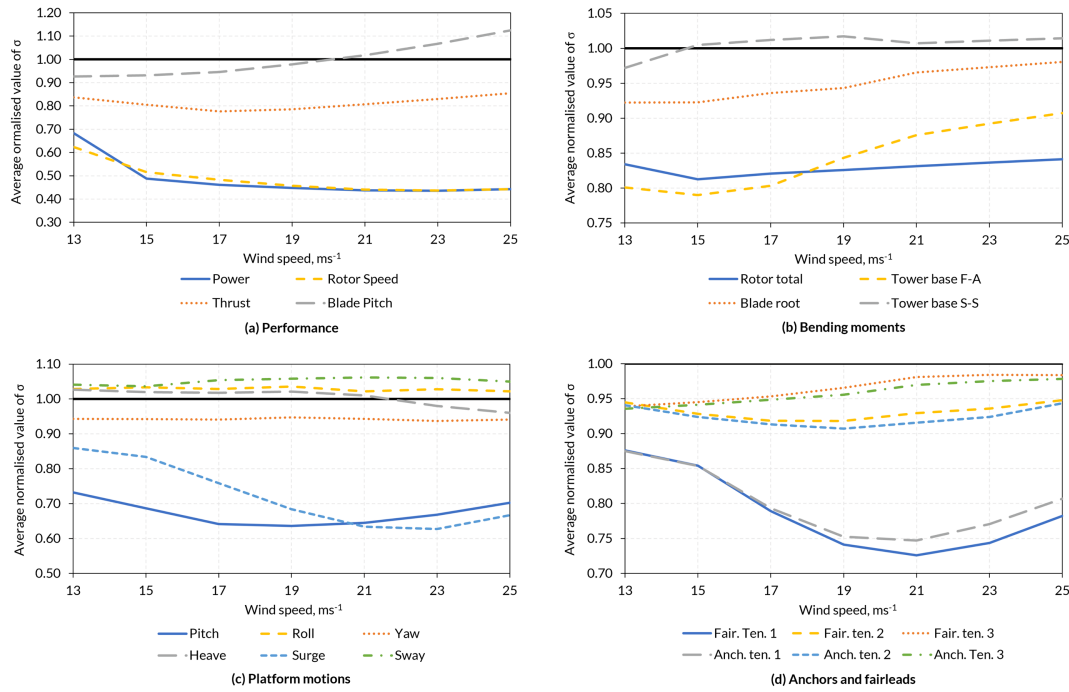 Average ormalised value of σ
1.20
1.10
1.00
0.90
0.80
0.70
0.60
0.50
0.40
0.30
13 15 17 19 21 23 25
Wind speed, ms⁻¹
Power Rotor Speed
Thrust Blade Pitch
(a) Performance
Average normalised value of σ
1.05
1.00
0.95
0.90
0.85
0.80
0.75
13 15 17 19 21 23 25
Wind speed, ms⁻¹
Rotor total Tower base F-A
Blade root Tower base S-S
(b) Bending moments
Average normalised value of σ
1.10
1.00
0.90
0.80
0.70
0.60
0.50
13 15 17 19 21 23 25
Wind speed, ms⁻¹
Pitch Roll Yaw
Heave Surge Sway
(c) Platform motions
Average normalised value of σ
1.00
0.95
0.90
0.85
0.80
0.75
0.70
13 15 17 19 21 23 25
Wind speed, ms⁻¹
Fair. Ten. 1 Fair. ten. 2 Fair. ten. 3
Anch. ten. 1 Anch. ten. 2 Anch. Ten. 3
(d) Anchors and fairleads